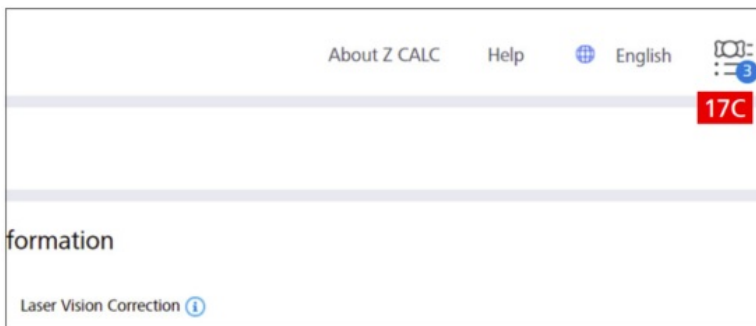 About Z CALC Help English 3
17C
formation
Laser Vision Correction i